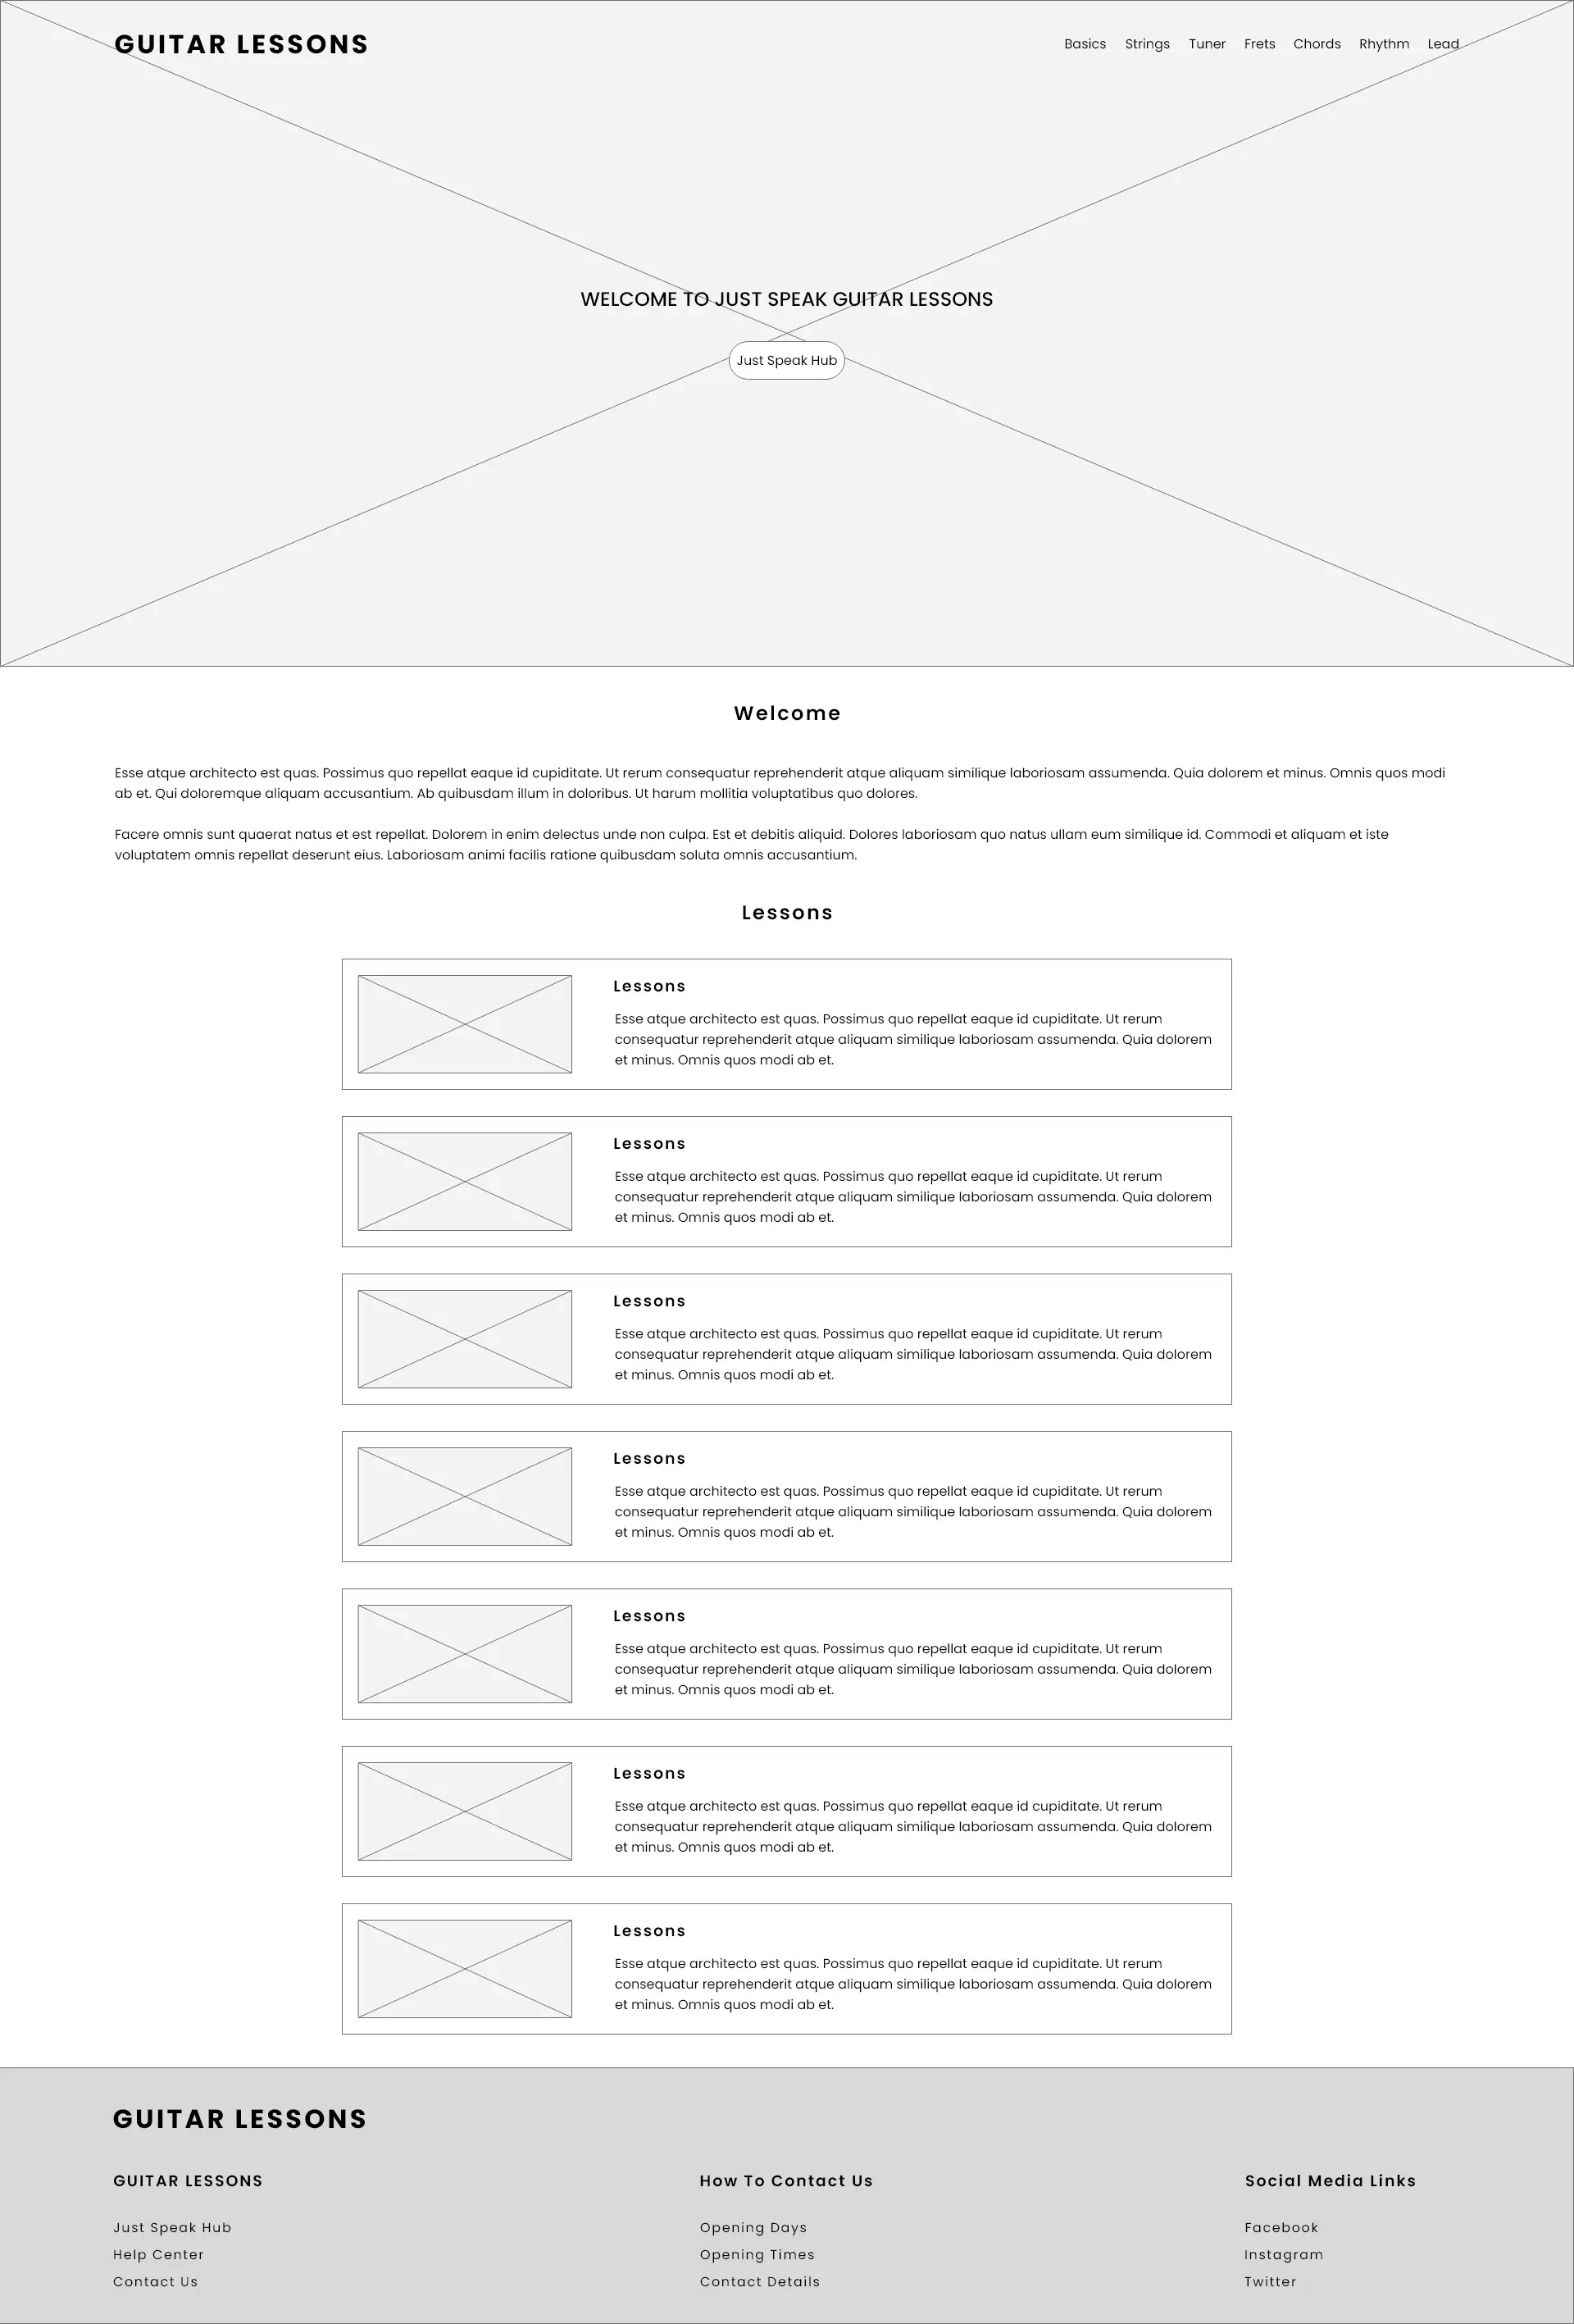 GUITAR LESSONS
Basics Strings Tuner Frets Chords Rhythm Lead
WELCOME TO JUST SPEAK GUITAR LESSONS
Just Speak Hub
Welcome
Esse atque architecto est quas. Possimus quo repellat eaque id cupiditate. Ut rerum consequatur reprehenderit atque aliquam similique laboriosam assumenda. Quia dolorem et minus. Omnis quos modi
ab et. Qui doloremque aliquam accusantium. Ab quibusdam illum in doloribus. Ut harum mollitia voluptatibus quo dolores.
Facere omnis sunt quaerat natus et est repellat. Dolorem in enim delectus unde non culpa. Est et debitis aliquid. Dolores laboriosam quo natus ullam eum similique id. Commodi et aliquam et iste
voluptatem omnis repellat deserunt eius. Laboriosam animi facilis ratione quibusdam soluta omnis accusantium.
Lessons
Lessons
Esse atque architecto est quas. Possimus quo repellat eaque id cupiditate. Ut rerum
consequatur reprehenderit atque aliquam similique laboriosam assumenda. Quia dolorem
et minus. Omnis quos modi ab et.
Lessons
Esse atque architecto est quas. Possimus quo repellat eaque id cupiditate. Ut rerum
consequatur reprehenderit atque aliquam similique laboriosam assumenda. Quia dolorem
et minus. Omnis quos modi ab et.
Lessons
Esse atque architecto est quas. Possimus quo repellat eaque id cupiditate. Ut rerum
consequatur reprehenderit atque aliquam similique laboriosam assumenda. Quia dolorem
et minus. Omnis quos modi ab et.
Lessons
Esse atque architecto est quas. Possimus quo repellat eaque id cupiditate. Ut rerum
consequatur reprehenderit atque aliquam similique laboriosam assumenda. Quia dolorem
et minus. Omnis quos modi ab et.
Lessons
Esse atque architecto est quas. Possimus quo repellat eaque id cupiditate. Ut rerum
consequatur reprehenderit atque aliquam similique laboriosam assumenda. Quia dolorem
et minus. Omnis quos modi ab et.
Lessons
Esse atque architecto est quas. Possimus quo repellat eaque id cupiditate. Ut rerum
consequatur reprehenderit atque aliquam similique laboriosam assumenda. Quia dolorem
et minus. Omnis quos modi ab et.
Lessons
Esse atque architecto est quas. Possimus quo repellat eaque id cupiditate. Ut rerum
consequatur reprehenderit atque aliquam similique laboriosam assumenda. Quia dolorem
et minus. Omnis quos modi ab et.
GUITAR LESSONS
GUITAR LESSONS
Just Speak Hub
Help Center
Contact Us
How To Contact Us
Opening Days
Opening Times
Contact Details
Social Media Links
Facebook
Instagram
Twitter